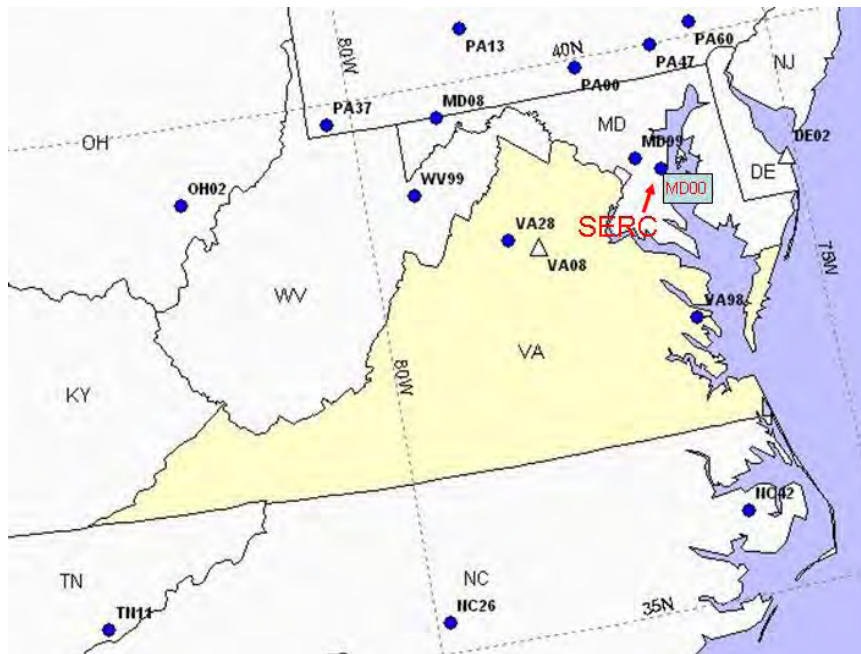 PA60
PA13
40N
80W
PA47
NJ
PA00
MD08
PA37
MD
DE02
OH
MD99
DE
WV99
MD00
OH02
SERC
VA28
75W
VA08
WV
VA98
VA
80W
KY
NC42
TN
NC
35N
NC26
TN11